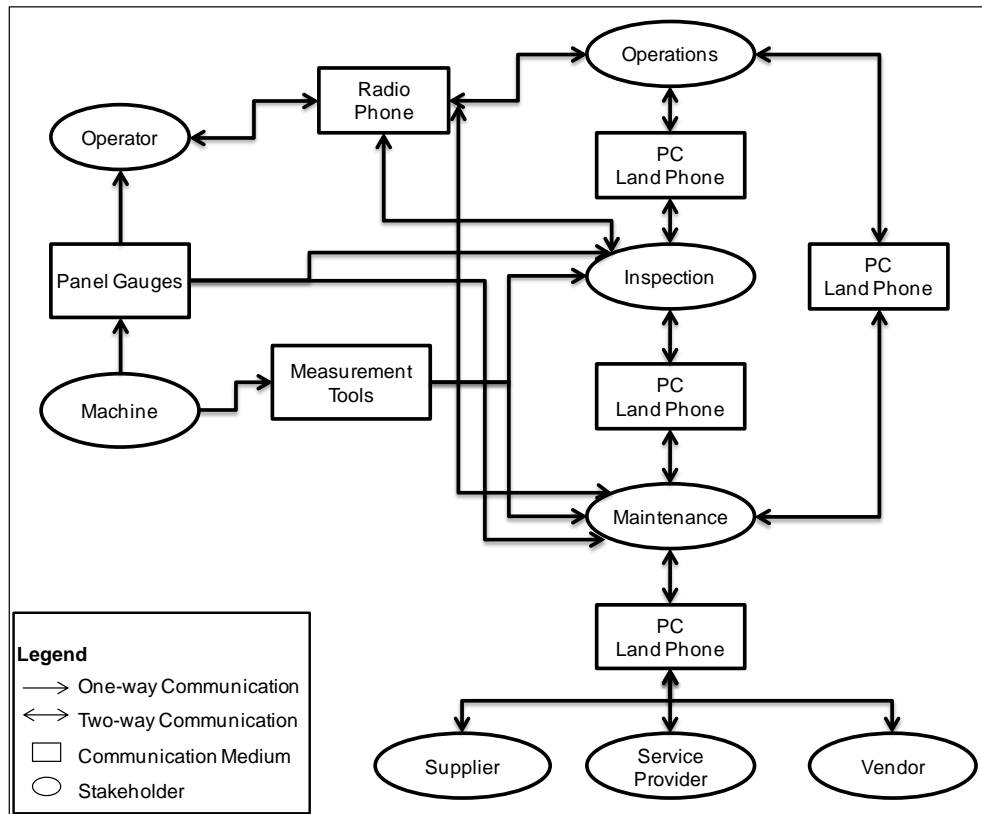 Operations
Radio
Phone
Operator
PC
Land Phone
Panel Gauges
Inspection
PC
Land Phone
Measurement
Tools
Machine
PC
Land Phone
Maintenance
PC
Land Phone
Legend
One-way Communication
Two-way Communication
Communication Medium
Stakeholder
Supplier
Service
Provider
Vendor